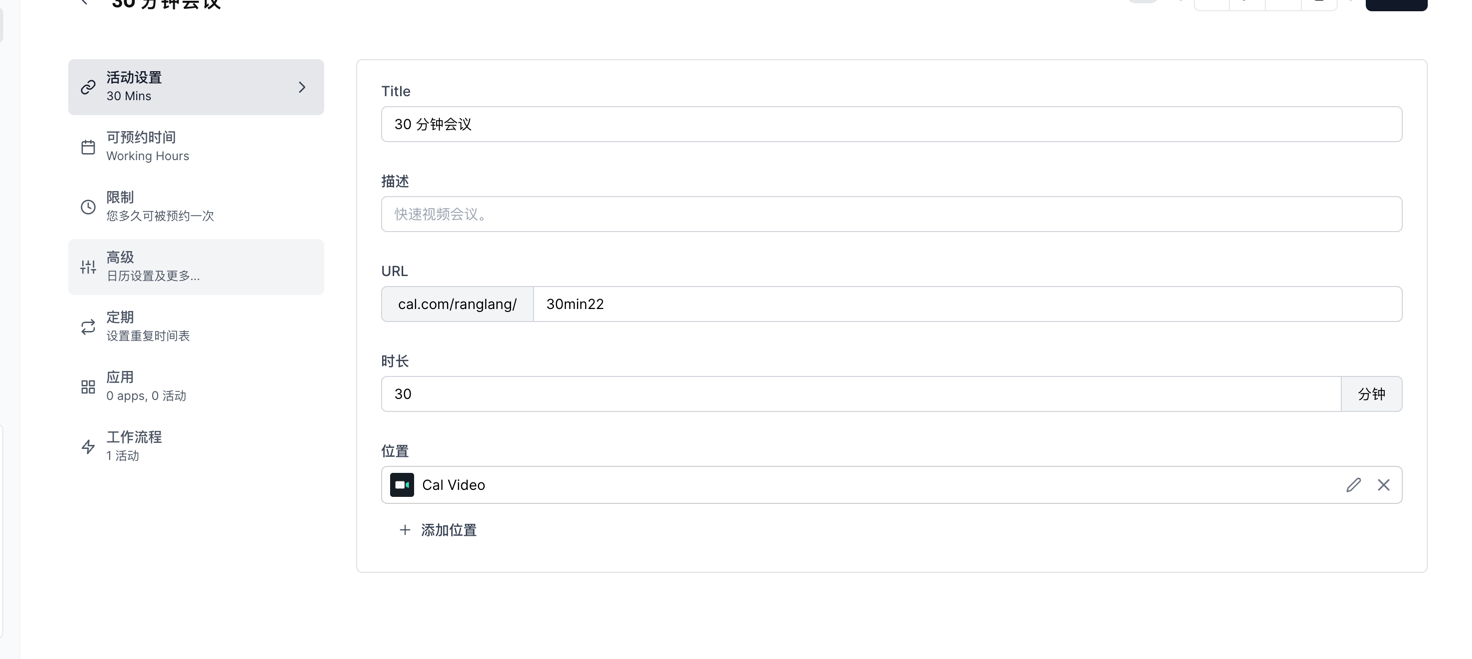 30 分钟会议
活动设置
30 Mins
可预约时间
Working Hours
限制
您多久可被预约一次
高级
日历设置及更多...
定期
设置重复时间表
应用
0 apps, 0 活动
工作流程
1 活动
Title
30 分钟会议
描述
快速视频会议。
URL
cal.com/ranglang/ 30min22
时长
30 分钟
位置
Cal Video
添加位置